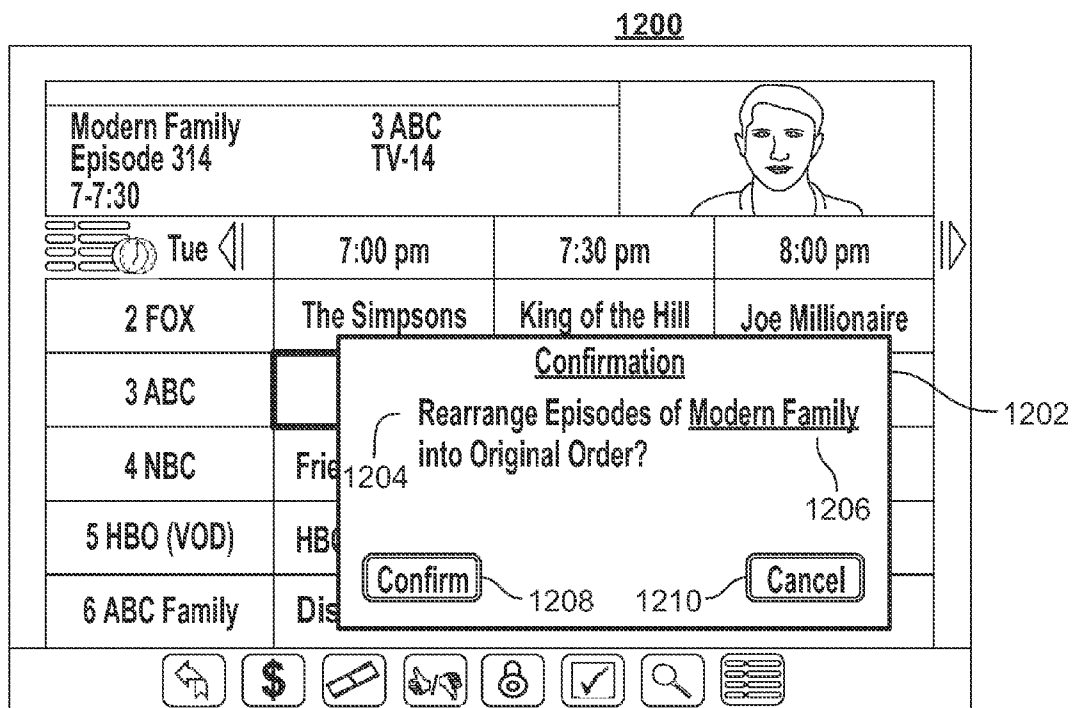 1200
Modern Family 3 ABC
Episode 314 TV-14
7-7:30
Tue 7:00 pm 7:30 pm 8:00 pm
2 FOX The Simpsons King of the Hill Joe Millionaire
Confirmation
3 ABC
Rearrange Episodes of Modern Family
into Original Order?
1202
1204
1206
4 NBC Frie
5 HBO (VOD) HBO
Confirm 1208 1210 Cancel
6 ABC Family Dis
$